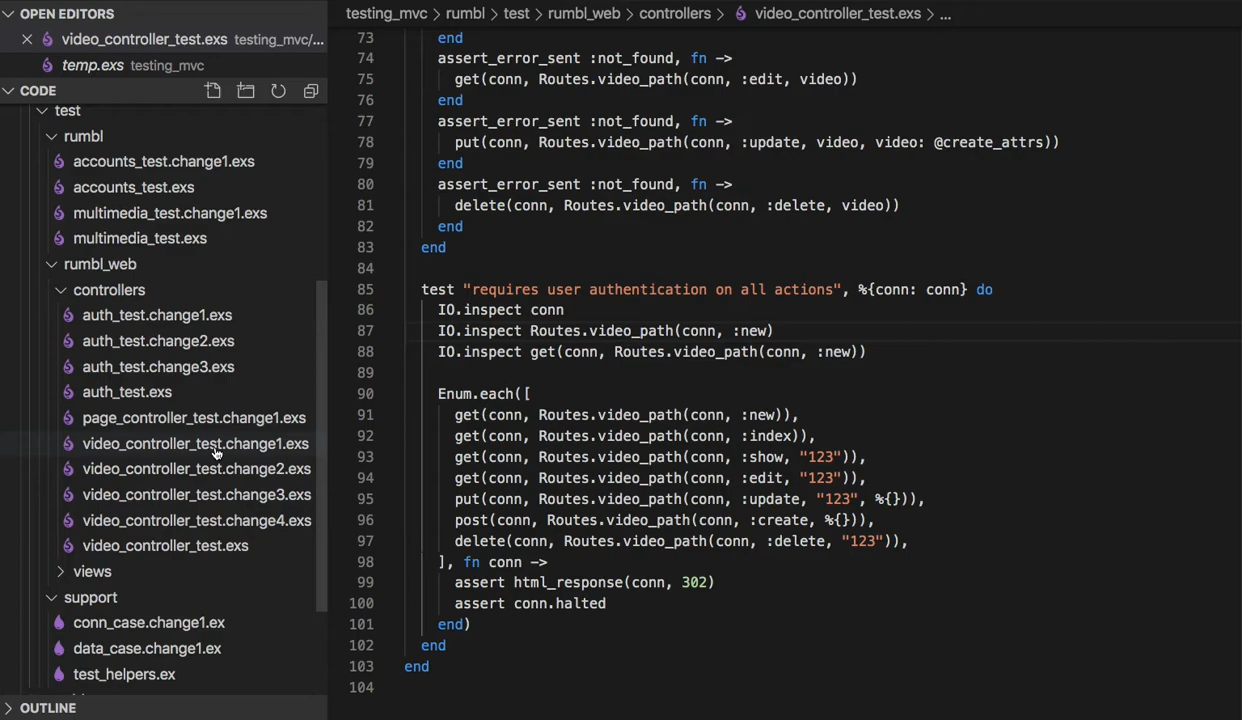 OPEN EDITORS
video_controller_test.exs testing_mvc/...
temp.exs testing_mvc
CODE
test
rumbl
accounts_test.change1.exs
accounts_test.exs
multimedia_test.change1.exs
multimedia_test.exs
rumbl_web
controllers
auth_test.change1.exs
auth_test.change2.exs
auth_test.change3.exs
auth_test.exs
page_controller_test.change1.exs
video_controller_test.change1.exs
video_controller_test.change2.exs
video_controller_test.change3.exs
video_controller_test.change4.exs
video_controller_test.exs
views
support
conn_case.change1.ex
data_case.change1.ex
test_helpers.ex
OUTLINE
testing_mvc > rumbl > test > rumbl_web > controllers > video_controller_test.exs > ...
73 end
74 assert_error_sent :not_found, fn ->
75 get(conn, Routes.video_path(conn, :edit, video))
76 end
77 assert_error_sent :not_found, fn ->
78 put(conn, Routes.video_path(conn, :update, video, video: @create_attrs))
79 end
80 assert_error_sent :not_found, fn ->
81 delete(conn, Routes.video_path(conn, :delete, video))
82 end
83 end
84
85 test "requires user authentication on all actions", %{conn: conn} do
86 IO.inspect conn
87 IO.inspect Routes.video_path(conn, :new)
88 IO.inspect get(conn, Routes.video_path(conn, :new))
89
90 Enum.each([
91 get(conn, Routes.video_path(conn, :new)),
92 get(conn, Routes.video_path(conn, :index)),
93 get(conn, Routes.video_path(conn, :show, "123")),
94 get(conn, Routes.video_path(conn, :edit, "123")),
95 put(conn, Routes.video_path(conn, :update, "123", %{})),
96 post(conn, Routes.video_path(conn, :create, %{})),
97 delete(conn, Routes.video_path(conn, :delete, "123")),
98 ], fn conn ->
99 assert html_response(conn, 302)
100 assert conn.halted
101 end)
102 end
103 end
104